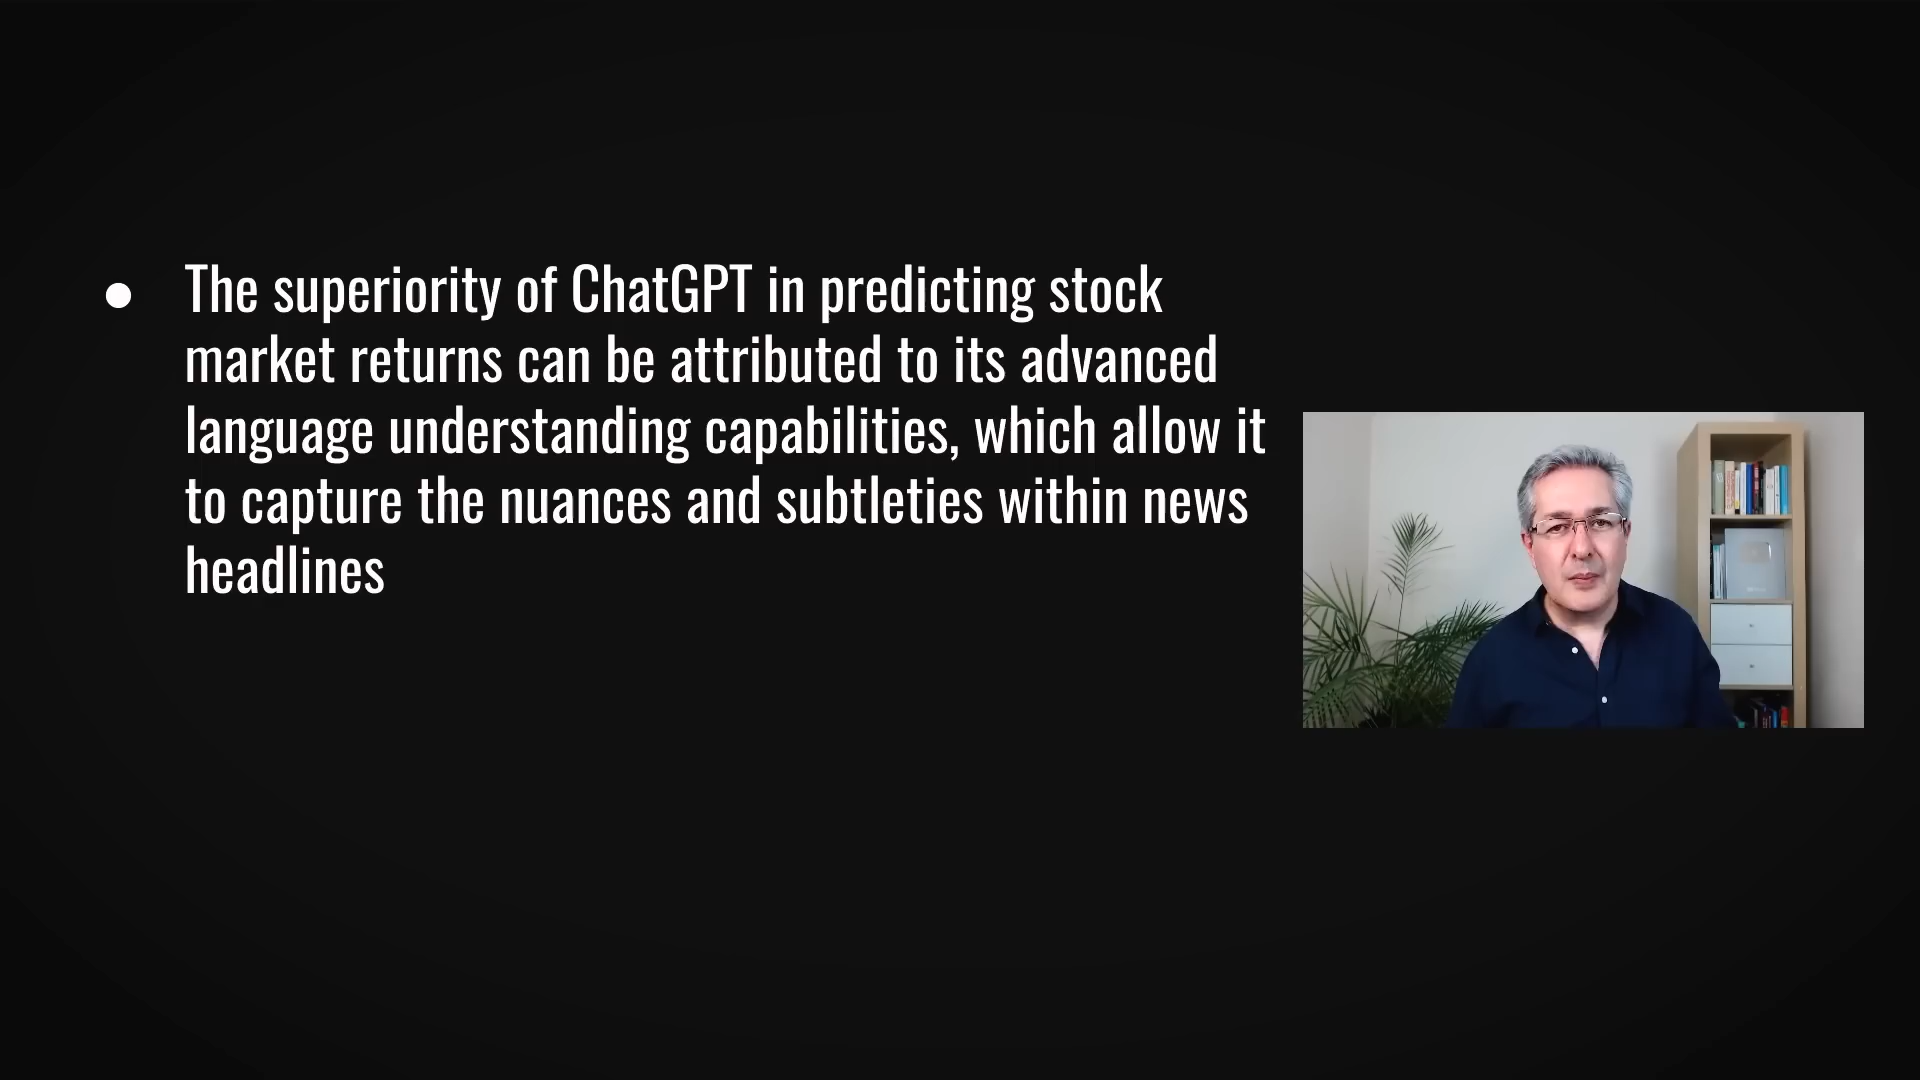 ● The superiority of ChatGPT in predicting stock
market returns can be attributed to its advanced
language understanding capabilities, which allow it
to capture the nuances and subtleties within news
headlines